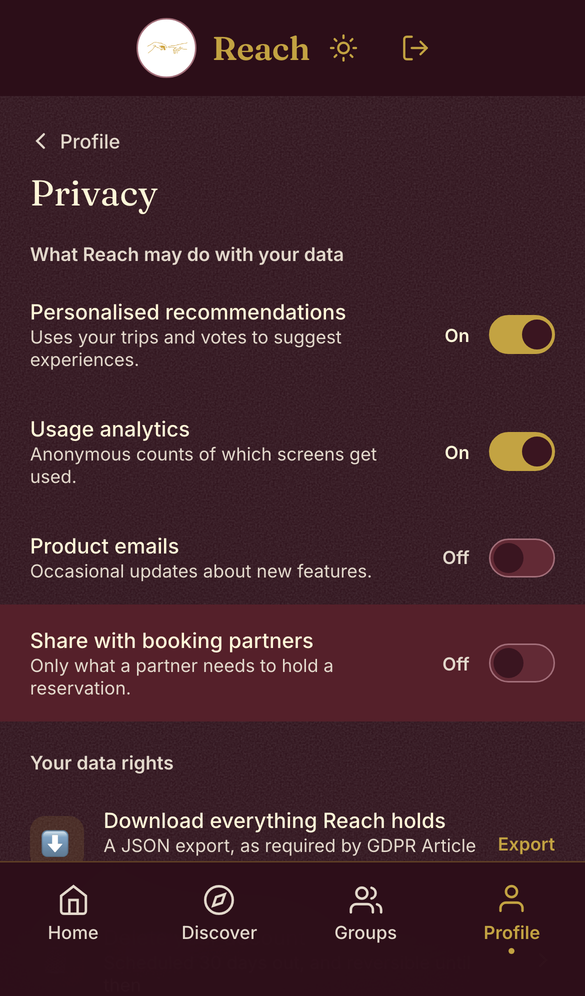 Reach
Profile
Privacy
What Reach may do with your data
Personalised recommendations
Uses your trips and votes to suggest
experiences.
On
Usage analytics
Anonymous counts of which screens get
used.
On
Product emails
Occasional updates about new features.
Off
Share with booking partners
Only what a partner needs to hold a
reservation.
Off
Your data rights
Download everything Reach holds
A JSON export, as required by GDPR Article
Export
Home
Discover
Groups
Profile
then